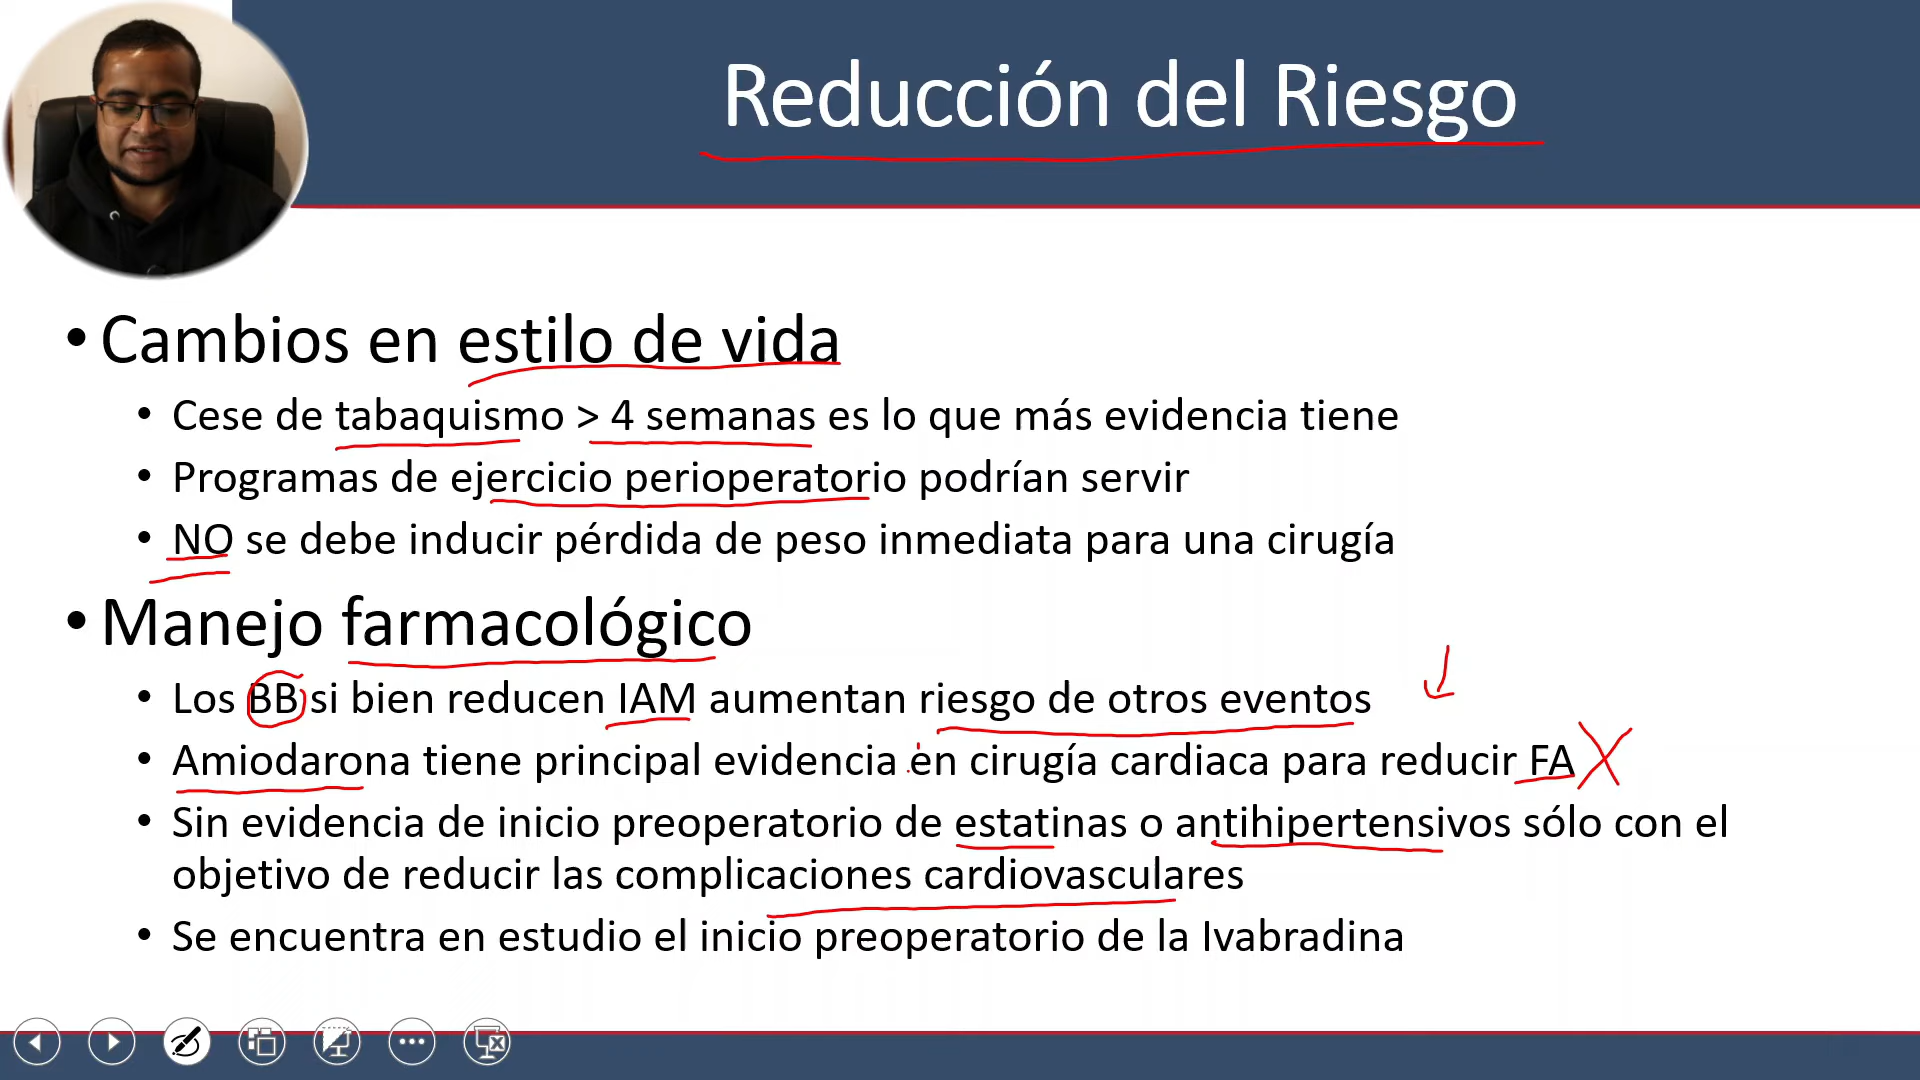 Reducción del Riesgo
• Cambios en estilo de vida
• Cese de tabaquismo > 4 semanas es lo que más evidencia tiene
• Programas de ejercicio perioperatorio podrían servir
• NO se debe inducir pérdida de peso inmediata para una cirugía
• Manejo farmacológico
• Los BB si bien reducen IAM aumentan riesgo de otros eventos
• Amiodarona tiene principal evidencia en cirugía cardiaca para reducir FA
• Sin evidencia de inicio preoperatorio de estatinas o antihipertensivos sólo con el
objetivo de reducir las complicaciones cardiovasculares
• Se encuentra en estudio el inicio preoperatorio de la Ivabradina